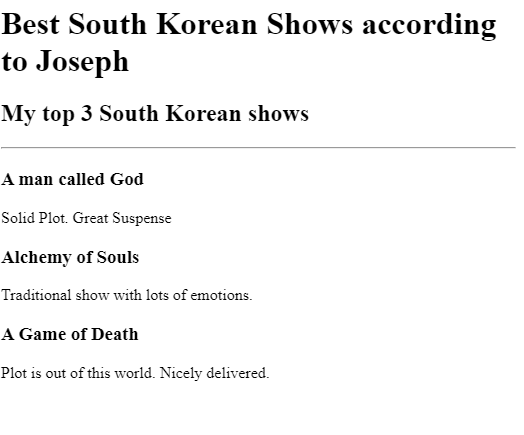 Best South Korean Shows according
to Joseph
My top 3 South Korean shows
A man called God
Solid Plot. Great Suspense
Alchemy of Souls
Traditional show with lots of emotions.
A Game of Death
Plot is out of this world. Nicely delivered.